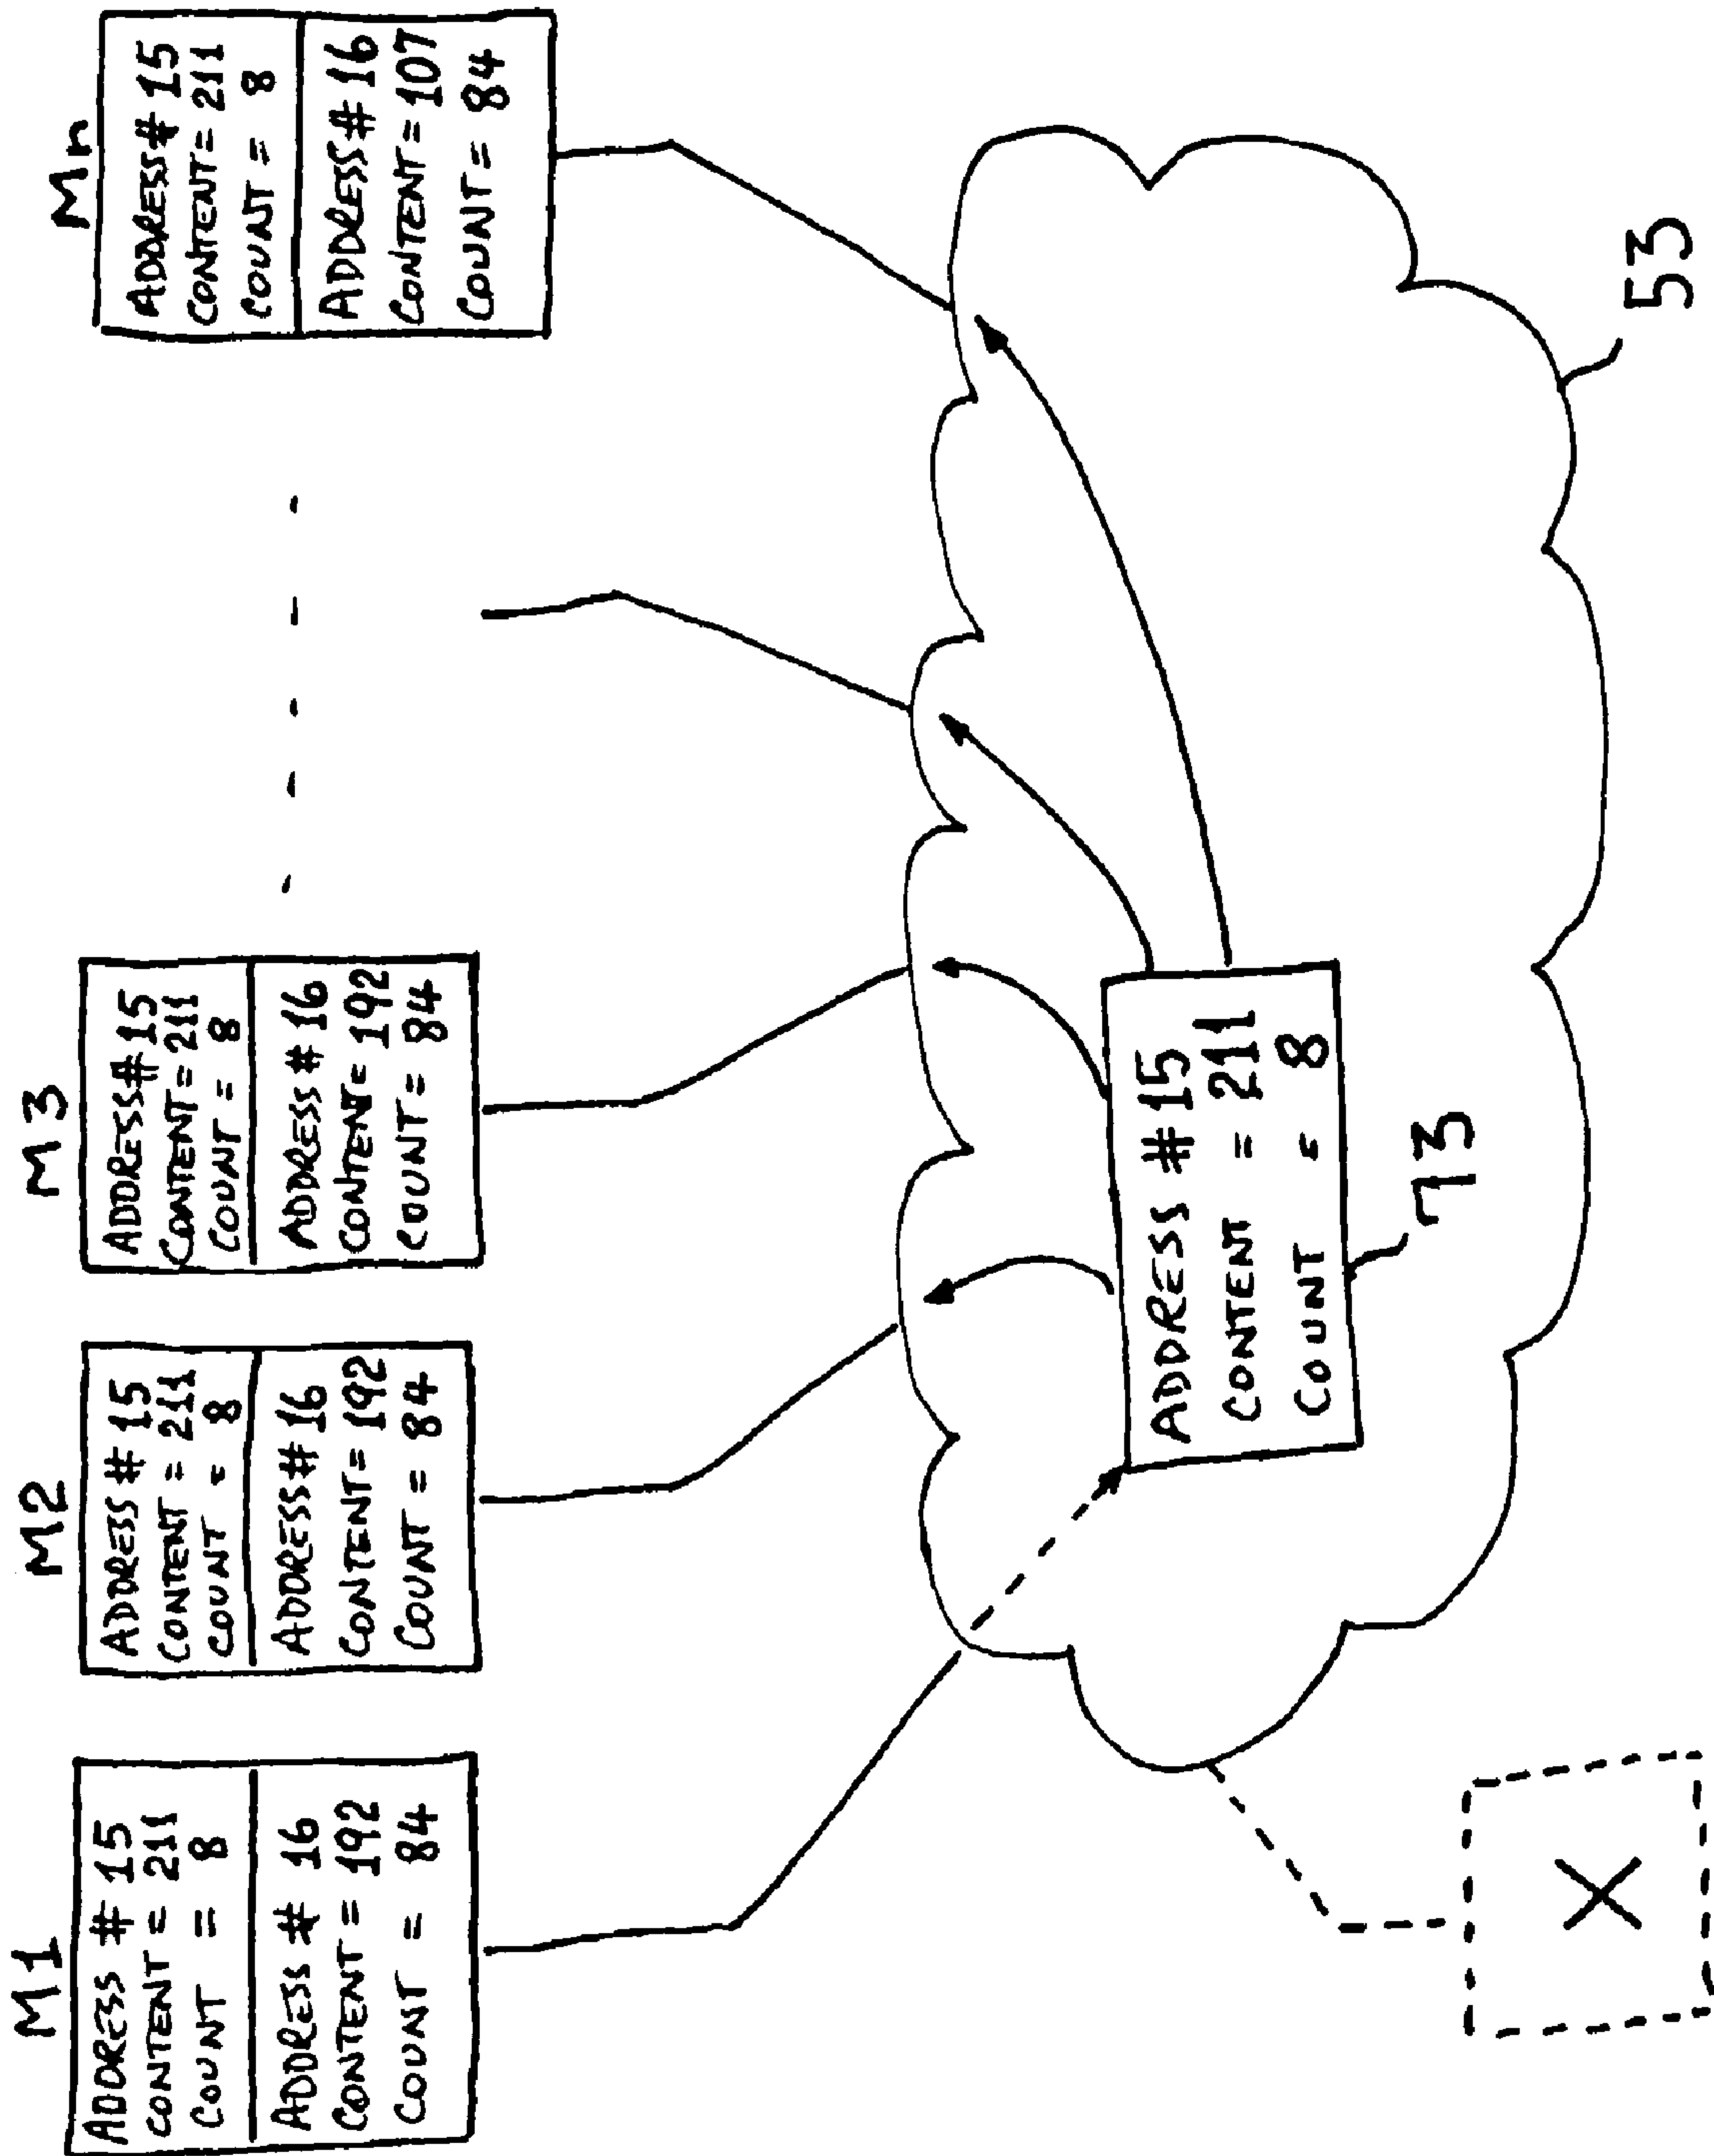 M1
ADDRESS #15
CONTENT = 211
COUNT = 8
ADDRESS # 16
CONTENT = 192
COUNT = 84
M2
ADDRESS #15
CONTENT = 211
COUNT = 8
ADDRESS #16
CONTENT = 192
COUNT = 84
M3
ADDRESS #15
CONTENT = 211
COUNT = 8
ADDRESS #16
CONTENT = 192
COUNT = 84
Mn
ADDRESS # 15
CONTENT = 211
COUNT = 8
ADDRESS # 16
CONTENT = 107
COUNT = 84
ADDRESS #15
CONTENT = 211
COUNT = 8
73
53
X